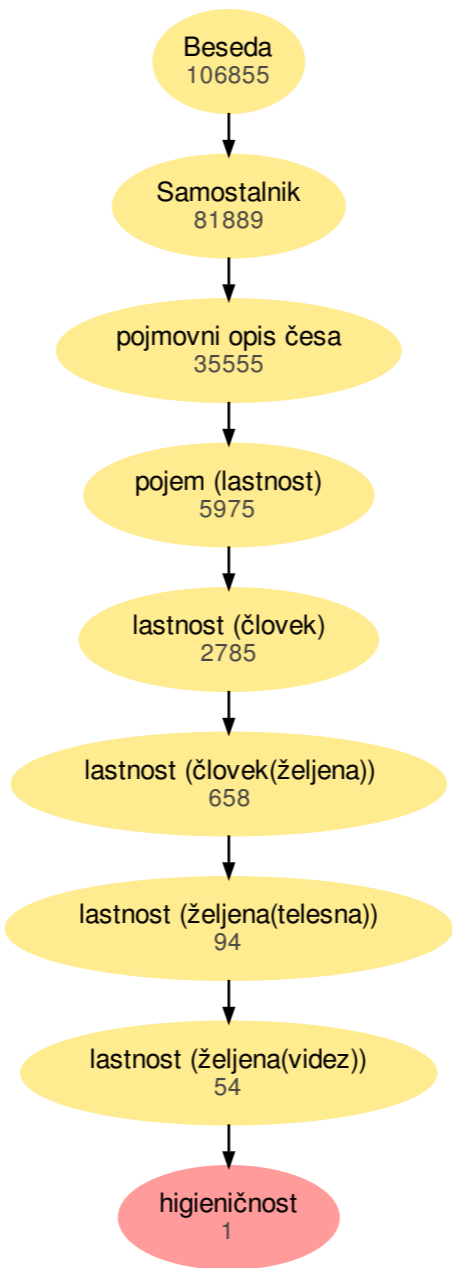 Beseda
106855
Samostalnik
81889
pojmovni opis česa
35555
pojem (lastnost)
5975
lastnost (človek)
2785
lastnost (človek(željena))
658
lastnost (željena(telesna))
94
lastnost (željena(videz))
54
higieničnost
1